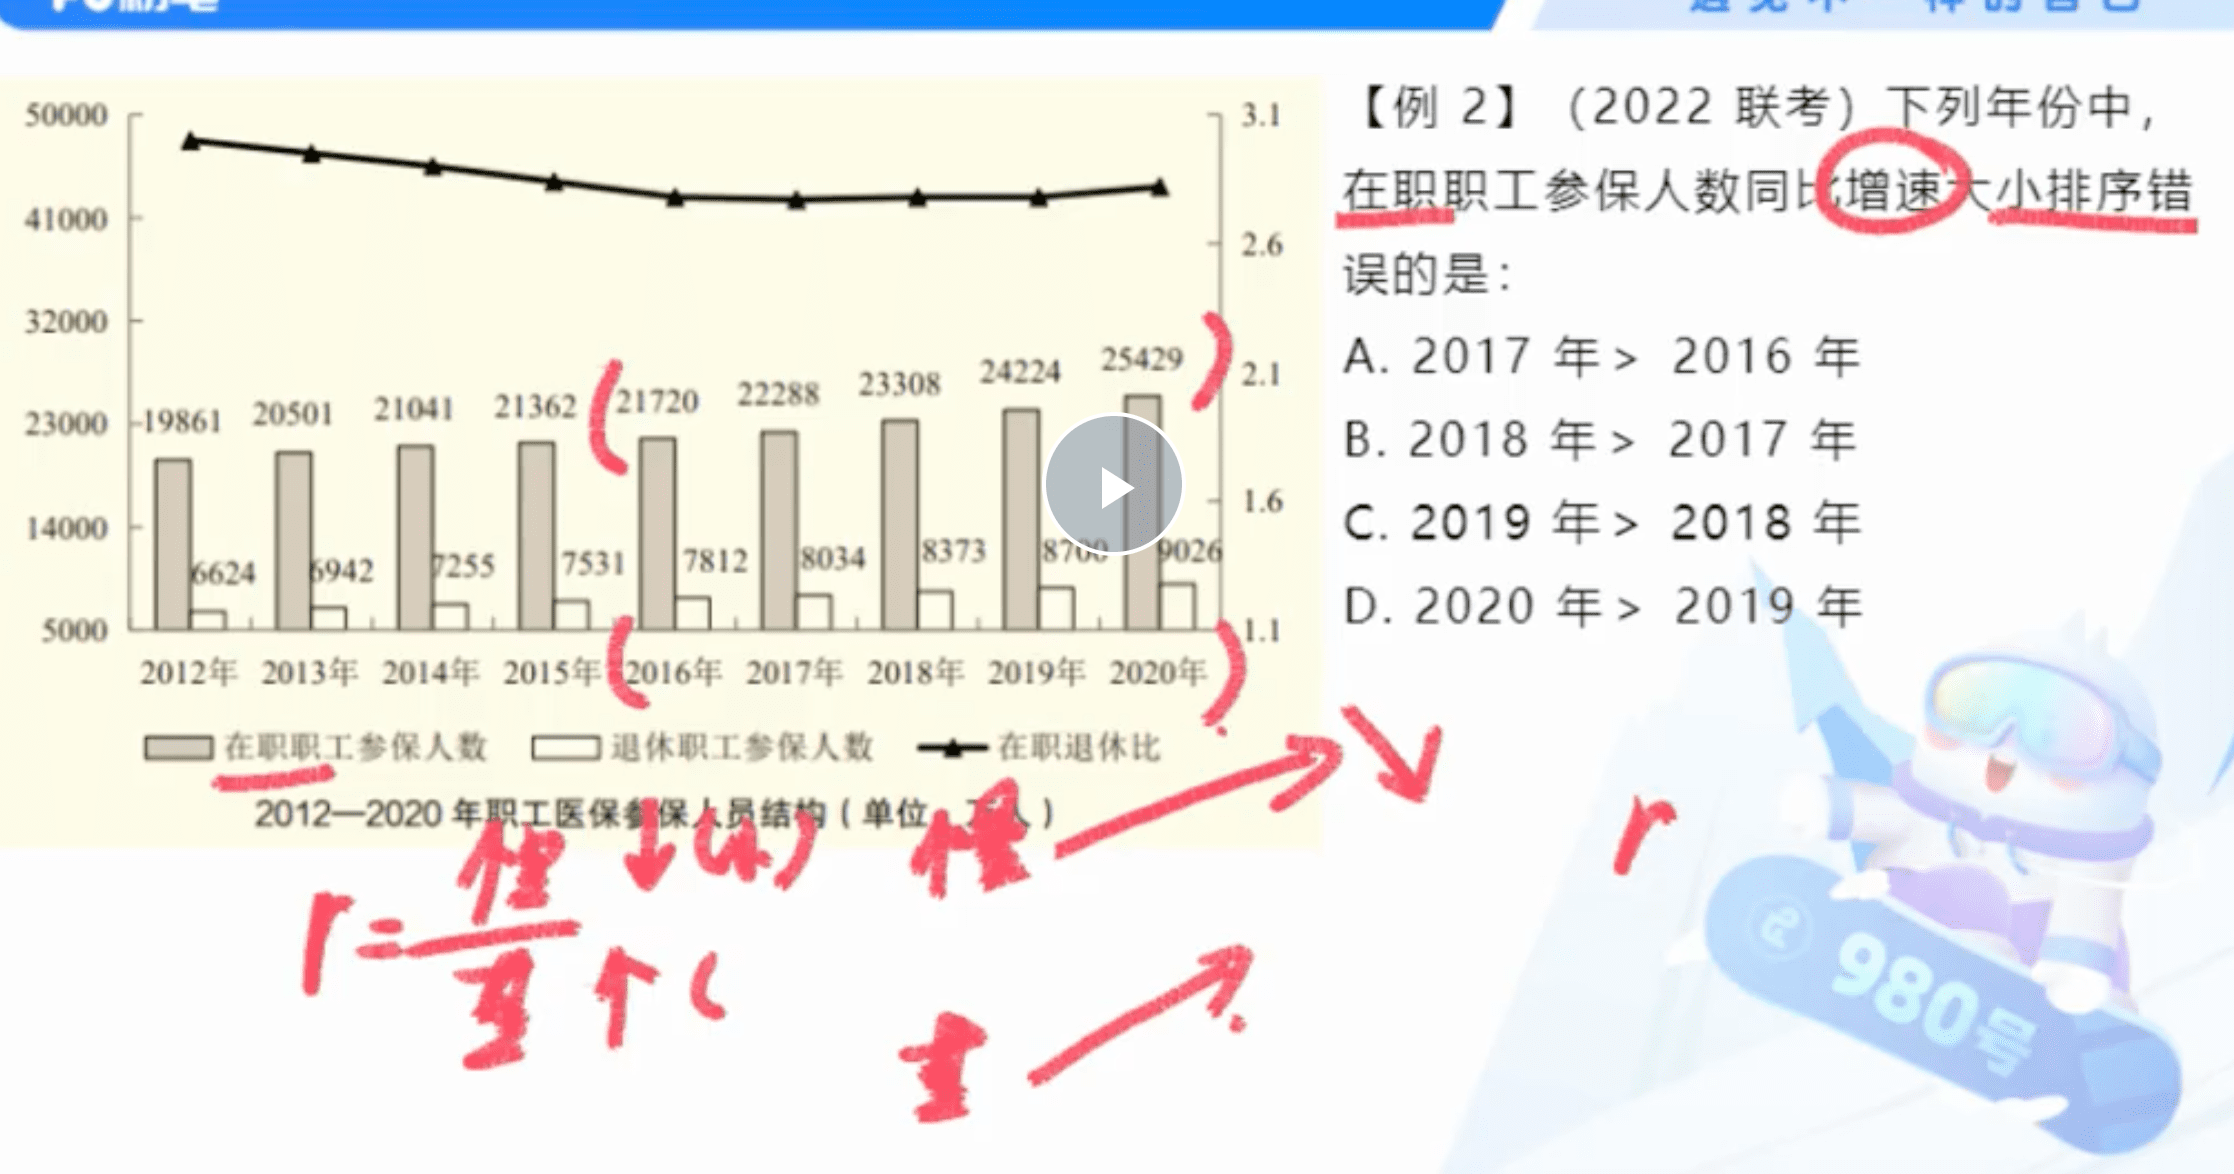 50000
41000
32000
23000
14000
5000
3.1
2.6
2.1
1.6
1.1
19861 20501 21041 21362 21720 22288 23308 24224 25429
6624 6942 7255 7531 7812 8034 8373 8700 9026
2012年 2013年 2014年 2015年 2016年 2017年 2018年 2019年 2020年
在职职工参保人数 退休职工参保人数 在职退休比
2012—2020 年职工医保参保人员结构(单位 万人)
【例 2】(2022 联考)下列年份中,
在职职工参保人数同比增速大小排序错
误的是:
A. 2017 年> 2016 年
B. 2018 年> 2017 年
C. 2019 年> 2018 年
D. 2020 年> 2019 年
r
r=
980号